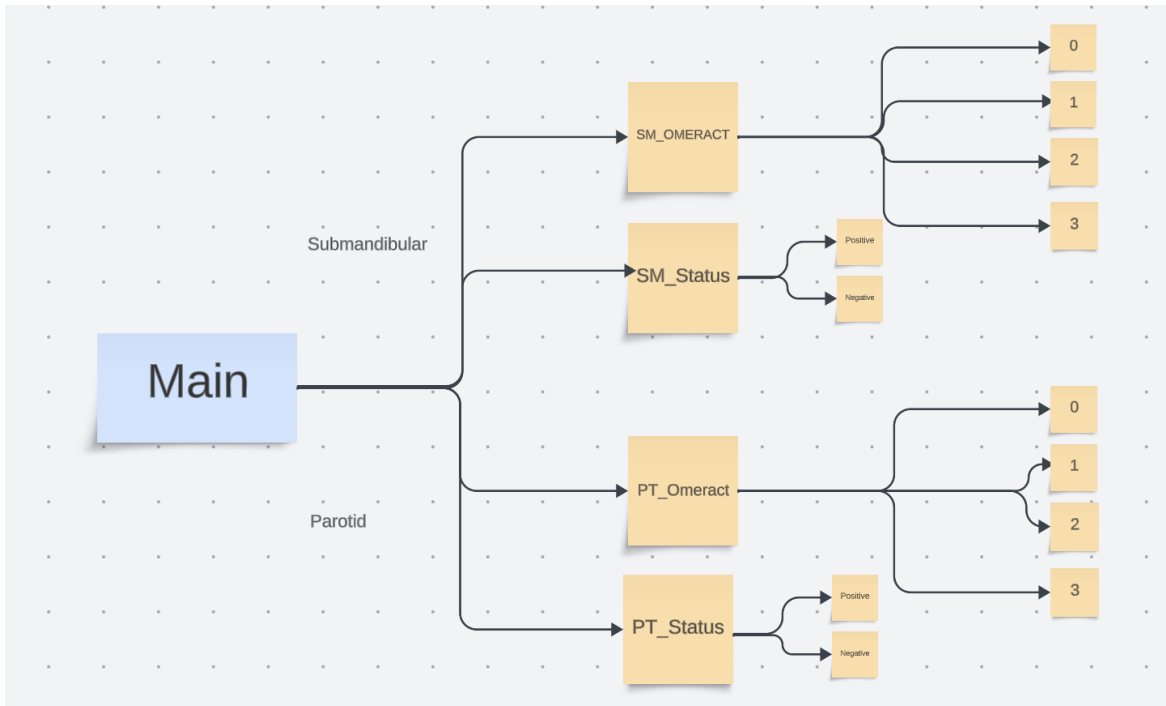 Main
Submandibular
Parotid
SM_OMERACT
0
1
2
3
SM_Status
Positive
Negative
PT_Omeract
0
1
2
3
PT_Status
Positive
Negative